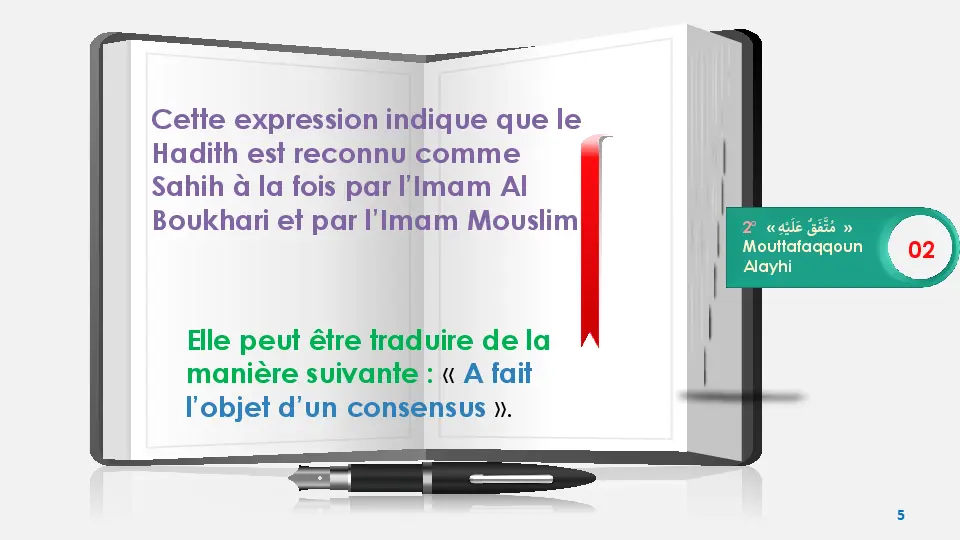 Cette expression indique que le
Hadith est reconnu comme
Sahih à la fois par l’Imam Al
Boukhari et par l’Imam Mouslim
Elle peut être traduire de la
manière suivante : « A fait
l’objet d’un consensus ».
2° « مُتَّفَقٌ عَلَيْهِ »
Mouttafaqqoun
Alayhi
02
5